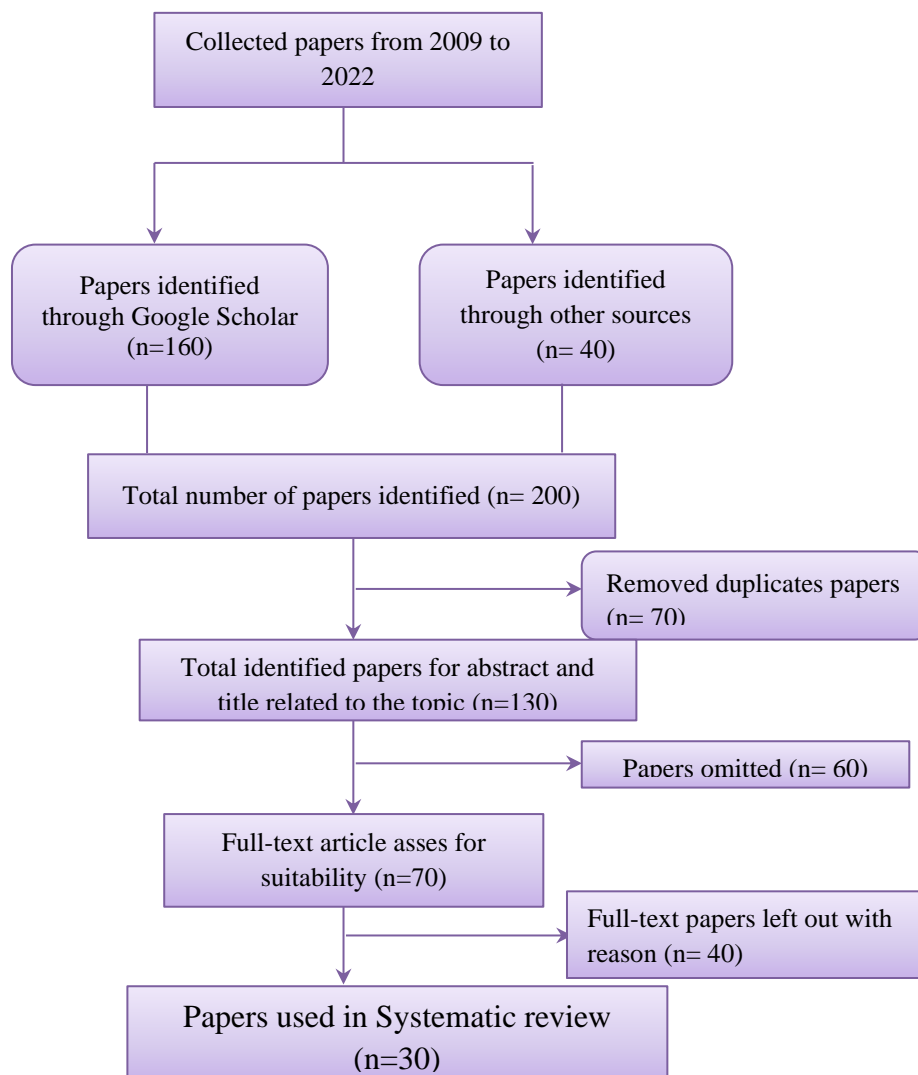 Collected papers from 2009 to
2022
Papers identified
through Google Scholar
(n=160)
Papers identified
through other sources
(n= 40)
Total number of papers identified (n= 200)
Removed duplicates papers
(n= 70)
Total identified papers for abstract and
title related to the topic (n=130)
Papers omitted (n= 60)
Full-text article asses for
suitability (n=70)
Full-text papers left out with
reason (n= 40)
Papers used in Systematic review
(n=30)